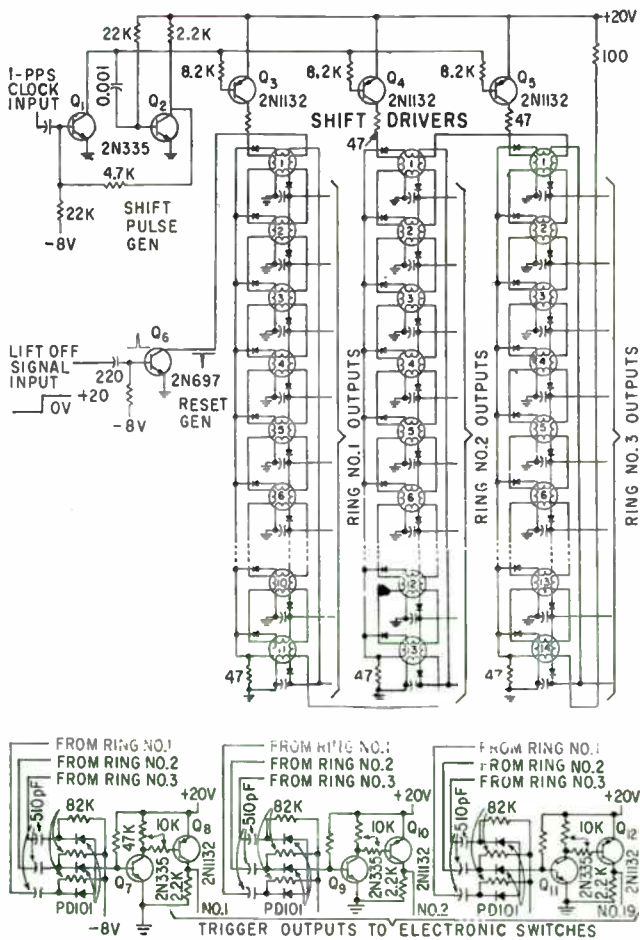 +20V
22K
2.2K
100
1-PPS
CLOCK
INPUT
0.001
Q1
Q2
8.2K
Q3
2N1132
8.2K
Q4
2N1132
8.2K
Q5
2N1132
2N335
SHIFT DRIVERS
47
47
4.7K
22K
-8V
SHIFT
PULSE
GEN
1
1
1
2
2
2
3
3
3
4
4
4
5
5
5
6
6
6
10
12
13
11
13
14
47
47
47
LIFT OFF
SIGNAL
INPUT
+20
0V
220
-8V
Q6
2N697
RESET
GEN
RING NO.1 OUTPUTS
RING NO.2 OUTPUTS
RING NO.3 OUTPUTS
FROM RING NO.1
FROM RING NO.2
FROM RING NO.3
510pF
82K
+20V
47K
10K
Q8
Q7
2N335
2.2K
2N1132
PD101
-8V
NO.1
FROM RING NO.1
FROM RING NO.2
FROM RING NO.3
510pF
82K
+20V
10K
Q10
Q9
2N335
2.2K
2N1132
PD101
NO.2
FROM RING NO.1
FROM RING NO.2
FROM RING NO.3
510pF
82K
+20V
10K
Q12
Q11
2N335
2.2K
2N1132
PD101
NO.19
TRIGGER OUTPUTS TO ELECTRONIC SWITCHES